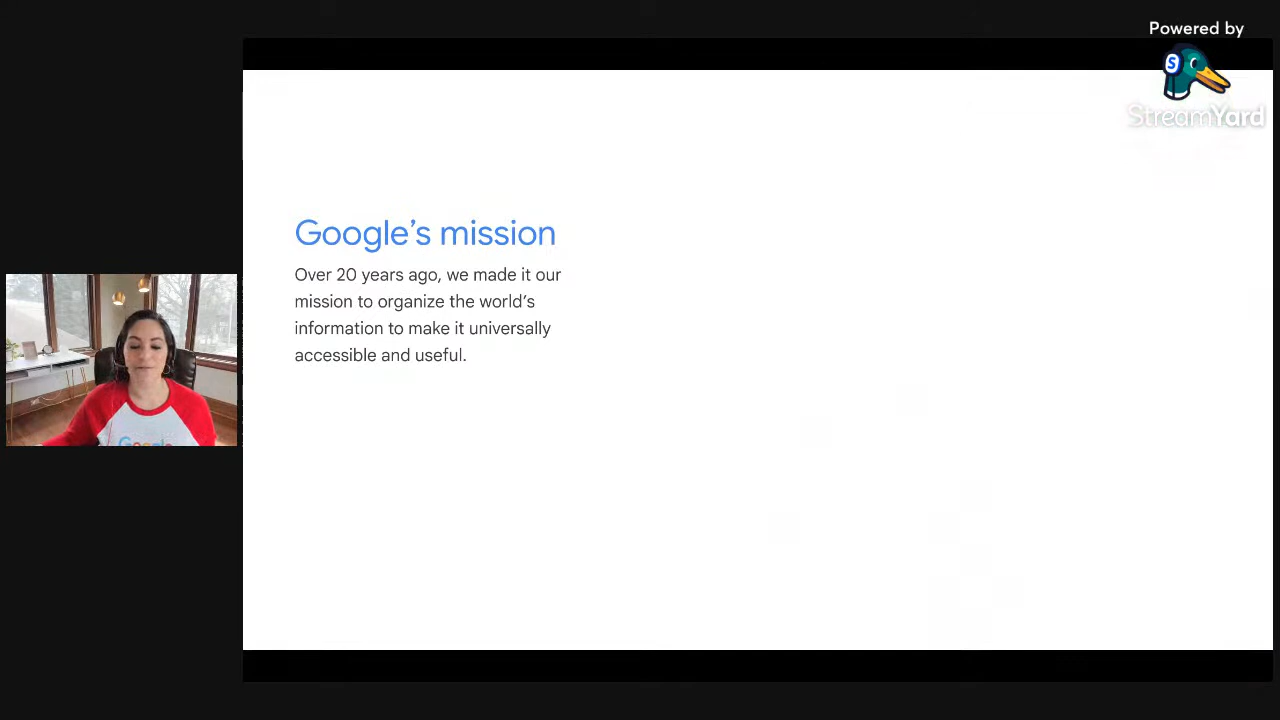 Powered by
StreamYard
Google’s mission
Over 20 years ago, we made it our
mission to organize the world’s
information to make it universally
accessible and useful.
Google